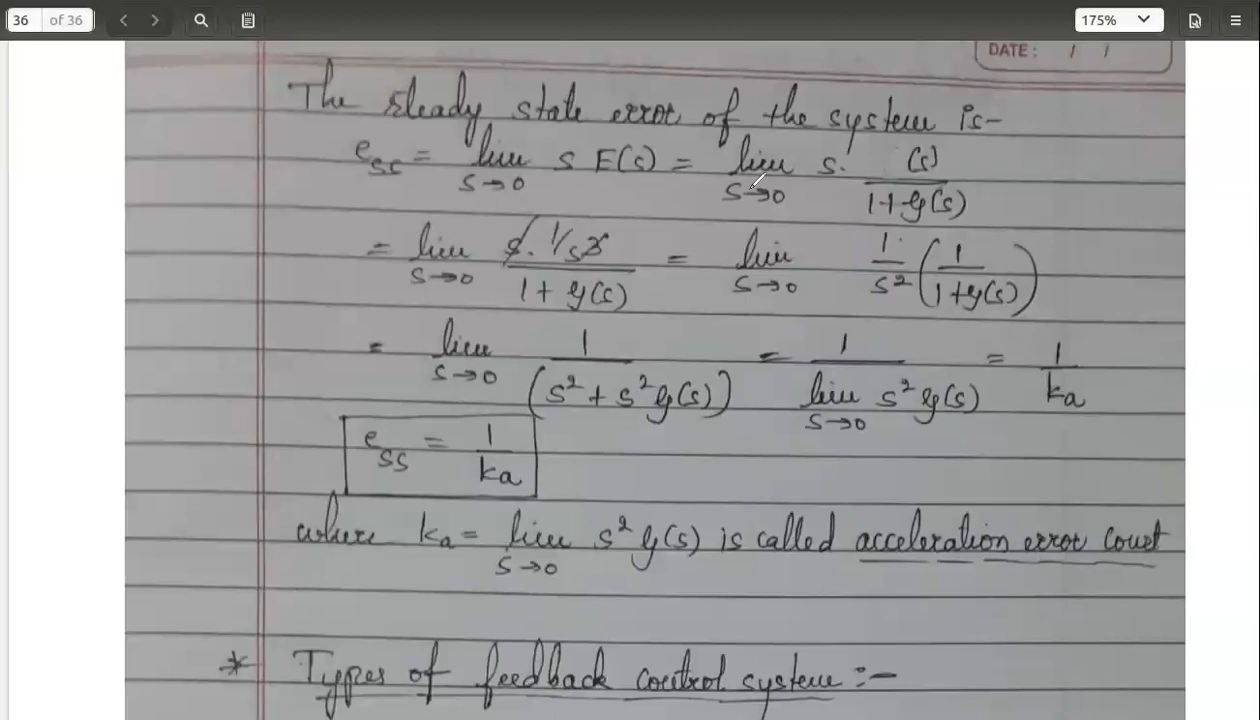 36 of 36 175%
DATE : / /
The steady state error of the system is-
ess = lim s→0 s E(s) = lim s→0 s. (s)/(1+G(s))
= lim s→0 (s. 1/s3)/(1+G(s)) = lim s→0 1/s² (1/(1+G(s)))
= lim s→0 1/(s² + s²G(s)) = 1/(lim s→0 s²G(s)) = 1/ka
ess = 1/ka
where ka = lim s→0 s²G(s) is called acceleration error const
* Types of feedback control system :-